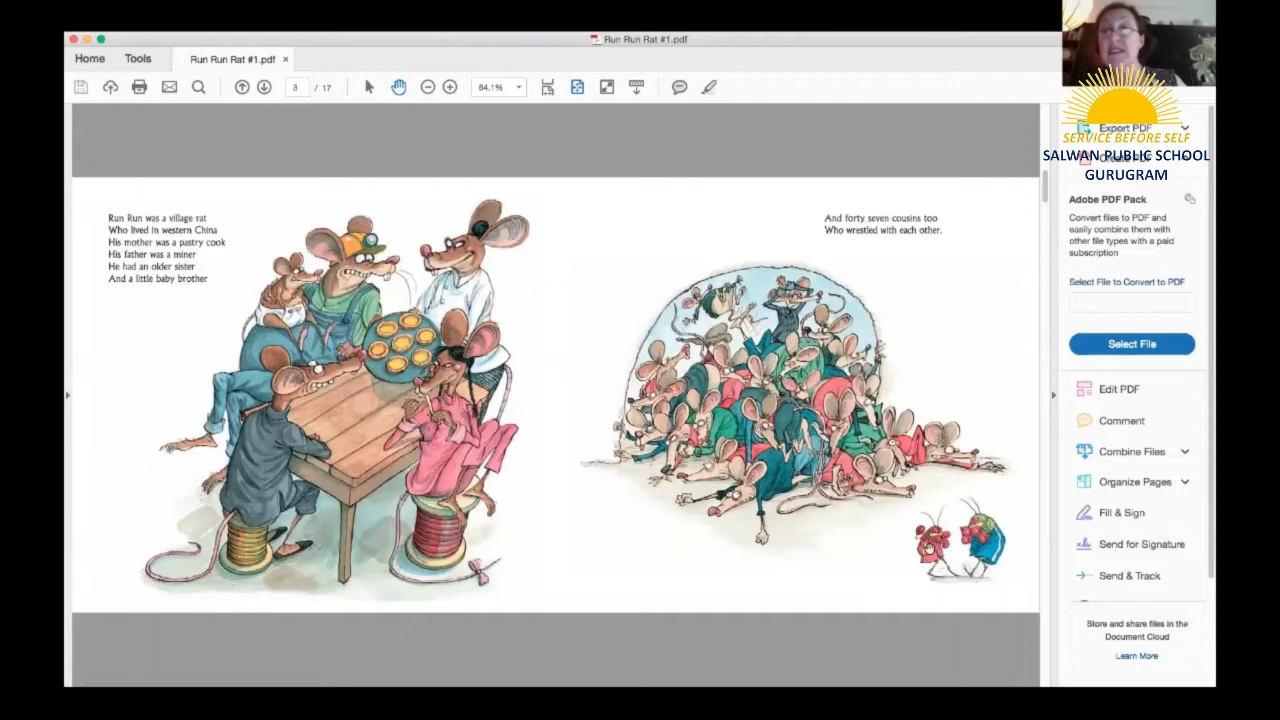 Run Run Rat #1.pdf
Home
Tools
Run Run Rat #1.pdf ×
3 / 17
64.1%
Run Run was a village rat
Who lived in western China
His mother was a pastry cook
His father was a miner
He had an older sister
And a little baby brother
And forty seven cousins too
Who wrestled with each other.
SERVICE BEFORE SELF
SALWAN PUBLIC SCHOOL
GURUGRAM
Export PDF
Create PDF
Adobe PDF Pack
Convert files to PDF and
easily combine them with
other file types with a paid
subscription
Select File to Convert to PDF
Select File
Edit PDF
Comment
Combine Files
Organize Pages
Fill & Sign
Send for Signature
Send & Track
Store and share files in the
Document Cloud
Learn More